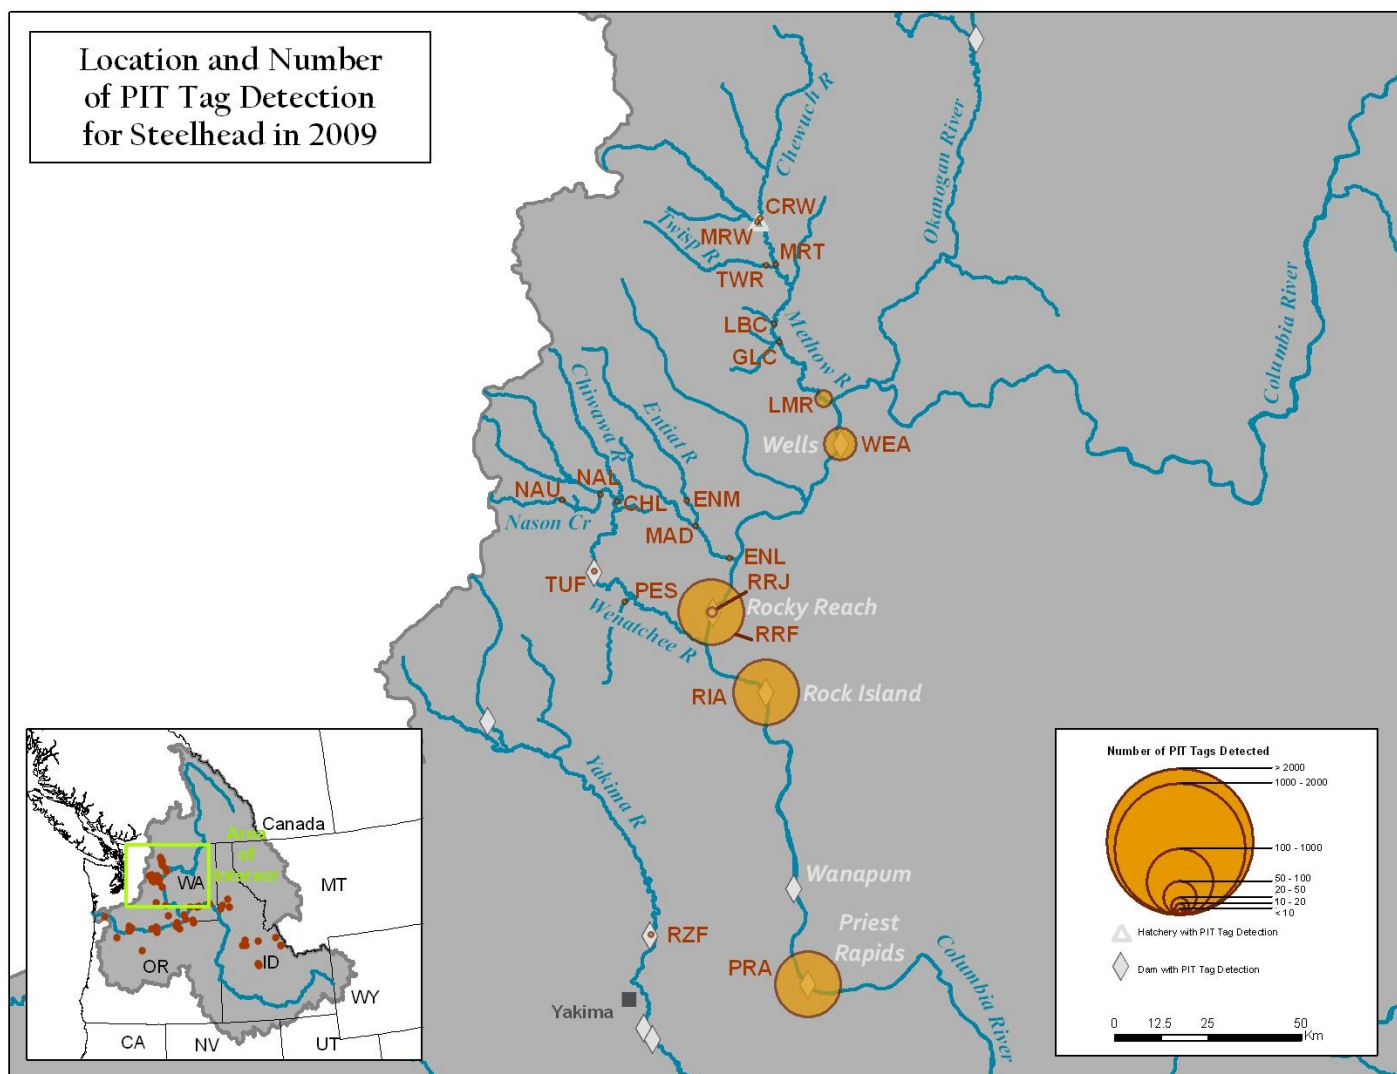 Location and Number
of PIT Tag Detection
for Steelhead in 2009
Chewuch R
Okanogan River
Columbia River
CRW
MRW
Twisp R
MRT
TWR
LBC
Methow R
GLC
LMR
Wells
WEA
Chiwawa R
Entiat R
NAU
NAL
CHL
ENM
Nason Cr
MAD
ENL
TUF
PES
RRJ
Rocky Reach
RRF
Wenatchee R
RIA
Rock Island
Yakima R
Wanapum
RZF
Priest
Rapids
PRA
Columbia River
Yakima
Canada
Area
of
Interest
WA
MT
OR
ID
WY
CA
NV
UT
Number of PIT Tags Detected
> 2000
1000 - 2000
100 - 1000
50 - 100
20 - 50
10 - 20
< 10
Hatchery with PIT Tag Detection
Dam with PIT Tag Detection
0 12.5 25 50
Km